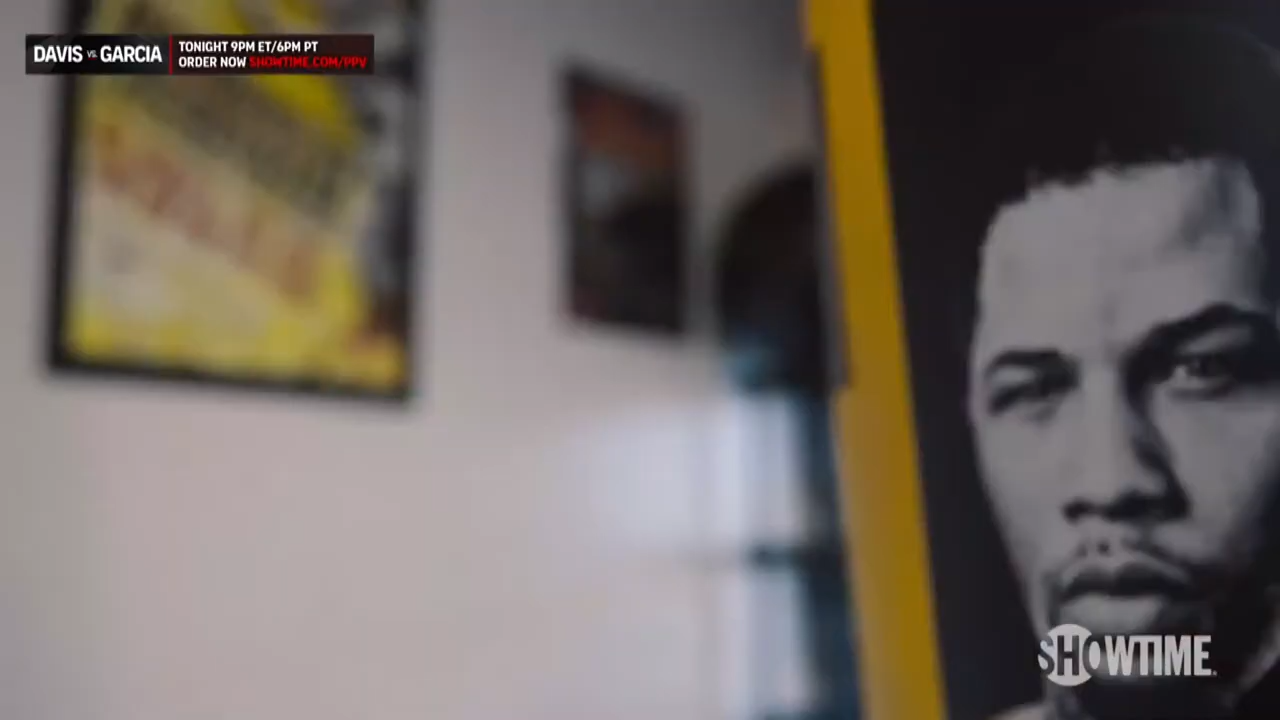 DAVIS VS. GARCIA
TONIGHT 9PM ET/6PM PT
ORDER NOW SHOWTIME.COM/PPV
SHOWTIME